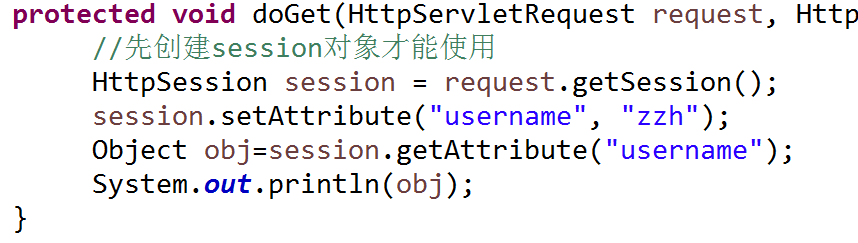 protected void doGet(HttpServletRequest request, Http
//先创建session对象才能使用
HttpSession session = request.getSession();
session.setAttribute("username", "zzh");
Object obj=session.getAttribute("username");
System.out.println(obj);
}